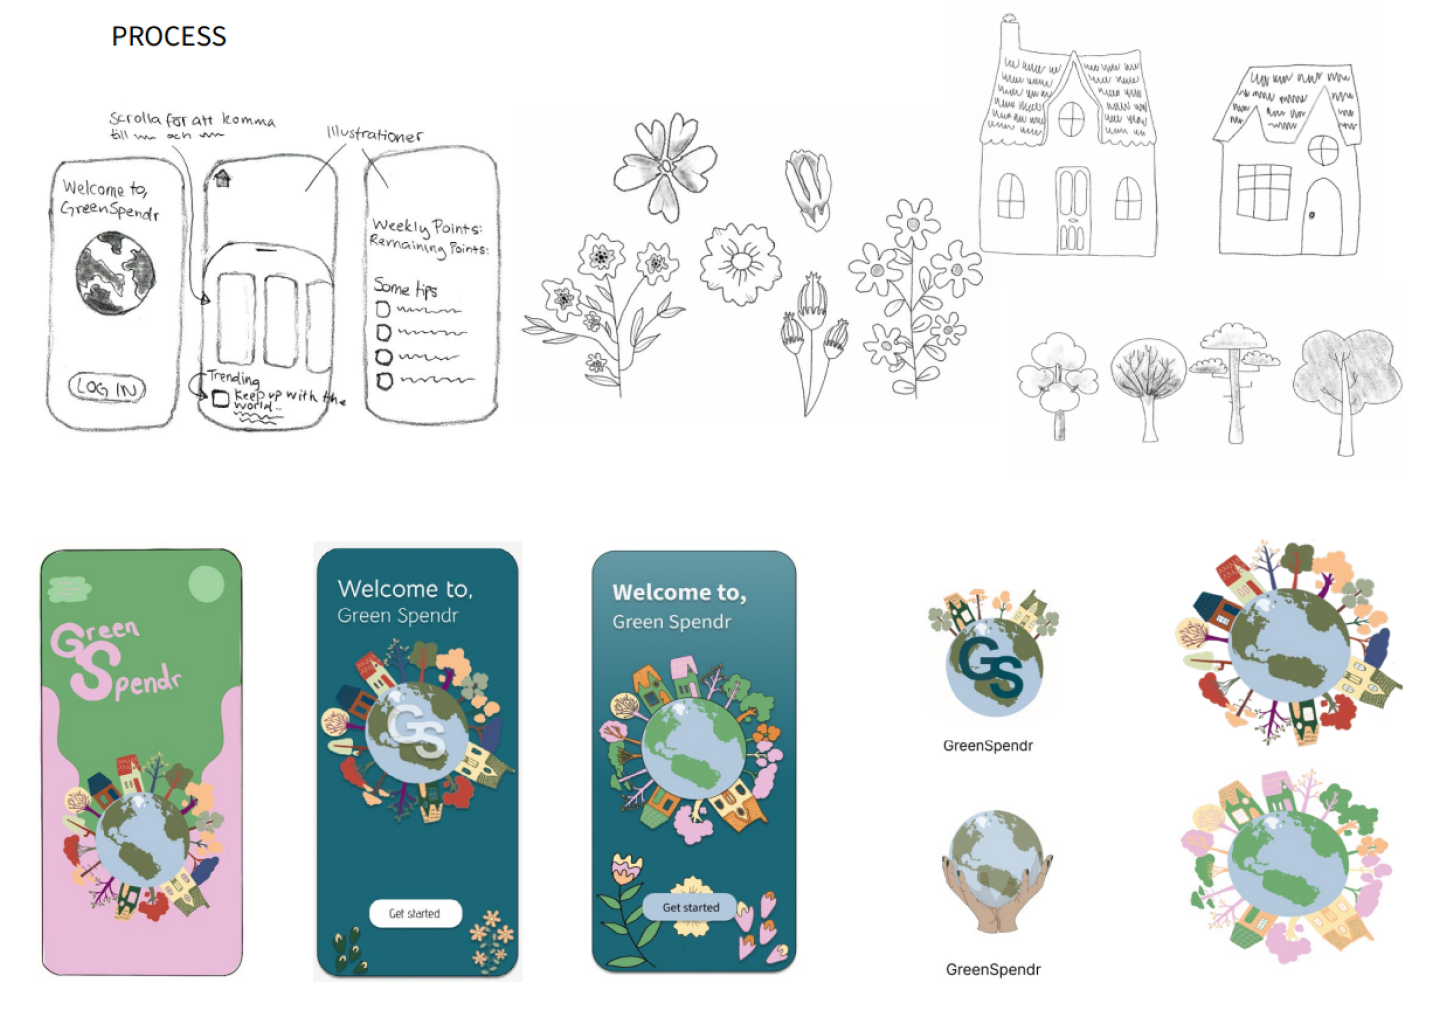 PROCESS
Scrolla för att komma
till och
Illustrationer
Welcome to,
GreenSpendr
LOG IN
Trending
Keep up with the
world..
Weekly Points:
Remaining Points:
Some tips
Green
Spendr
Welcome to,
Green Spendr
GS
Get started
Welcome to,
Green Spendr
Get started
GS
GreenSpendr
GreenSpendr